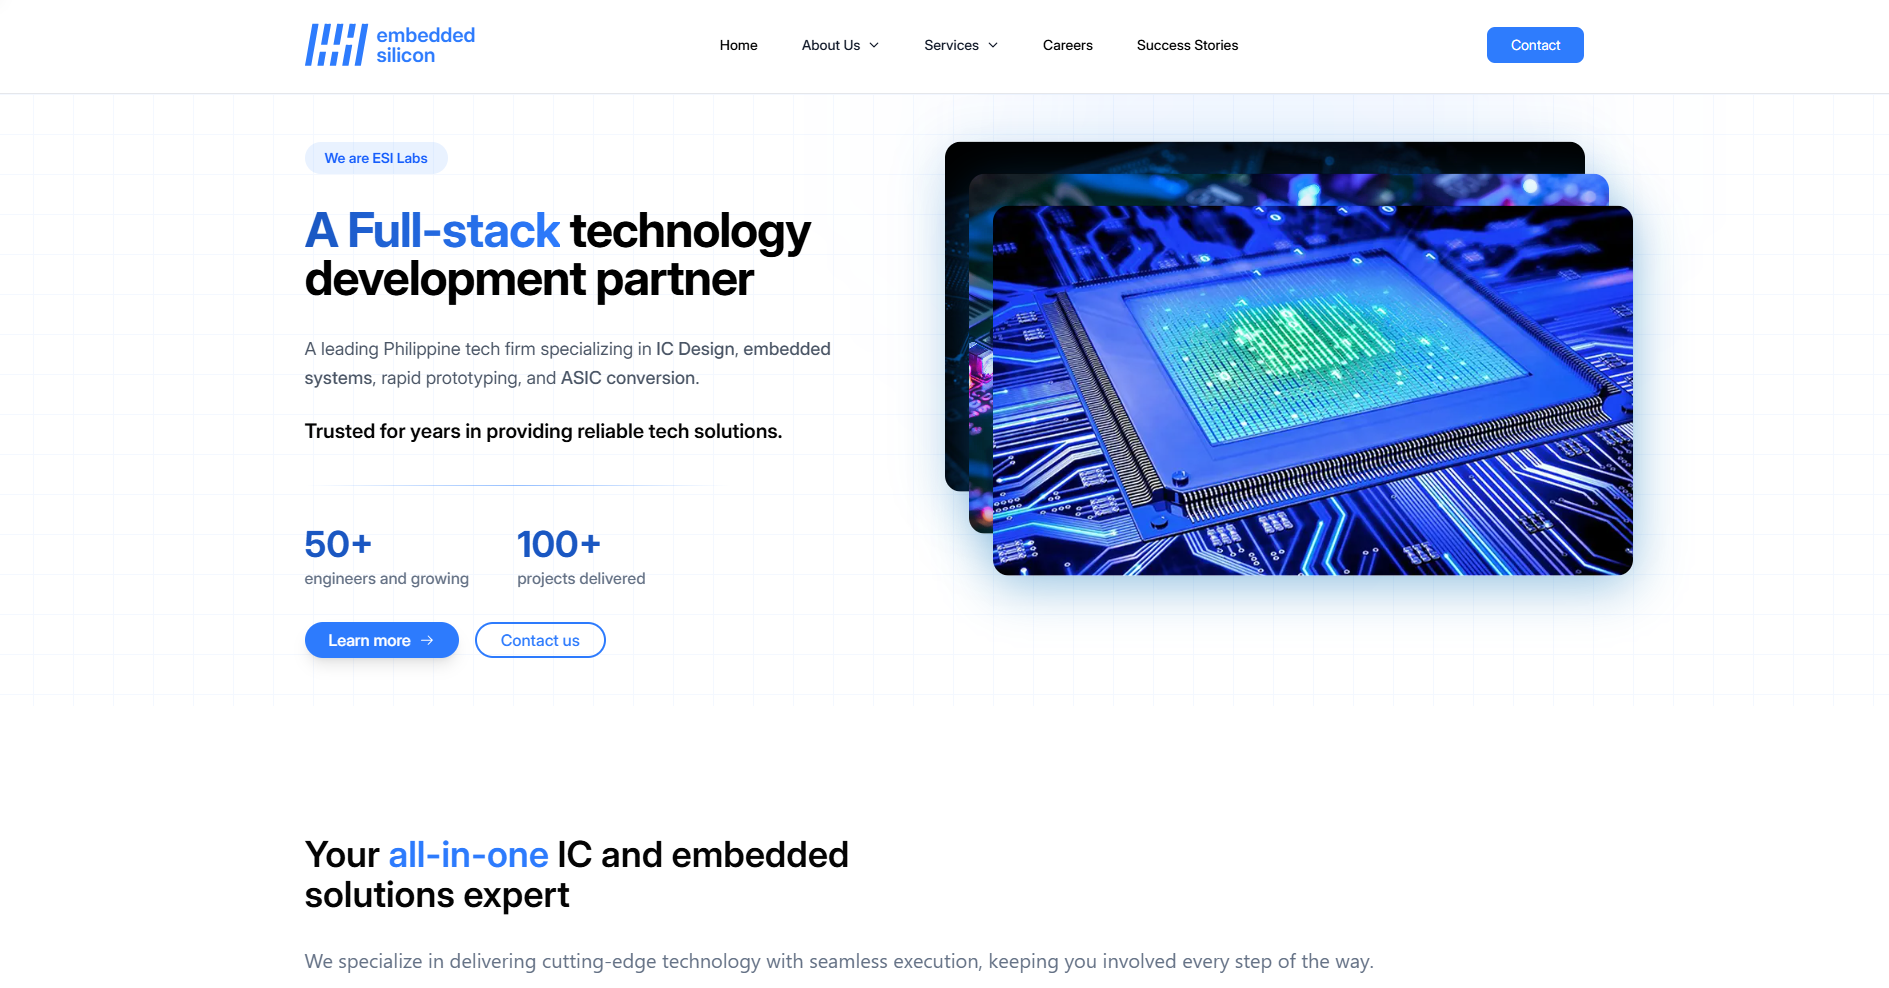 embedded
silicon
Home
About Us
Services
Careers
Success Stories
Contact
We are ESI Labs
A Full-stack technology
development partner
A leading Philippine tech firm specializing in IC Design, embedded
systems, rapid prototyping, and ASIC conversion.
Trusted for years in providing reliable tech solutions.
50+
engineers and growing
100+
projects delivered
Learn more
Contact us
Your all-in-one IC and embedded
solutions expert
We specialize in delivering cutting-edge technology with seamless execution, keeping you involved every step of the way.